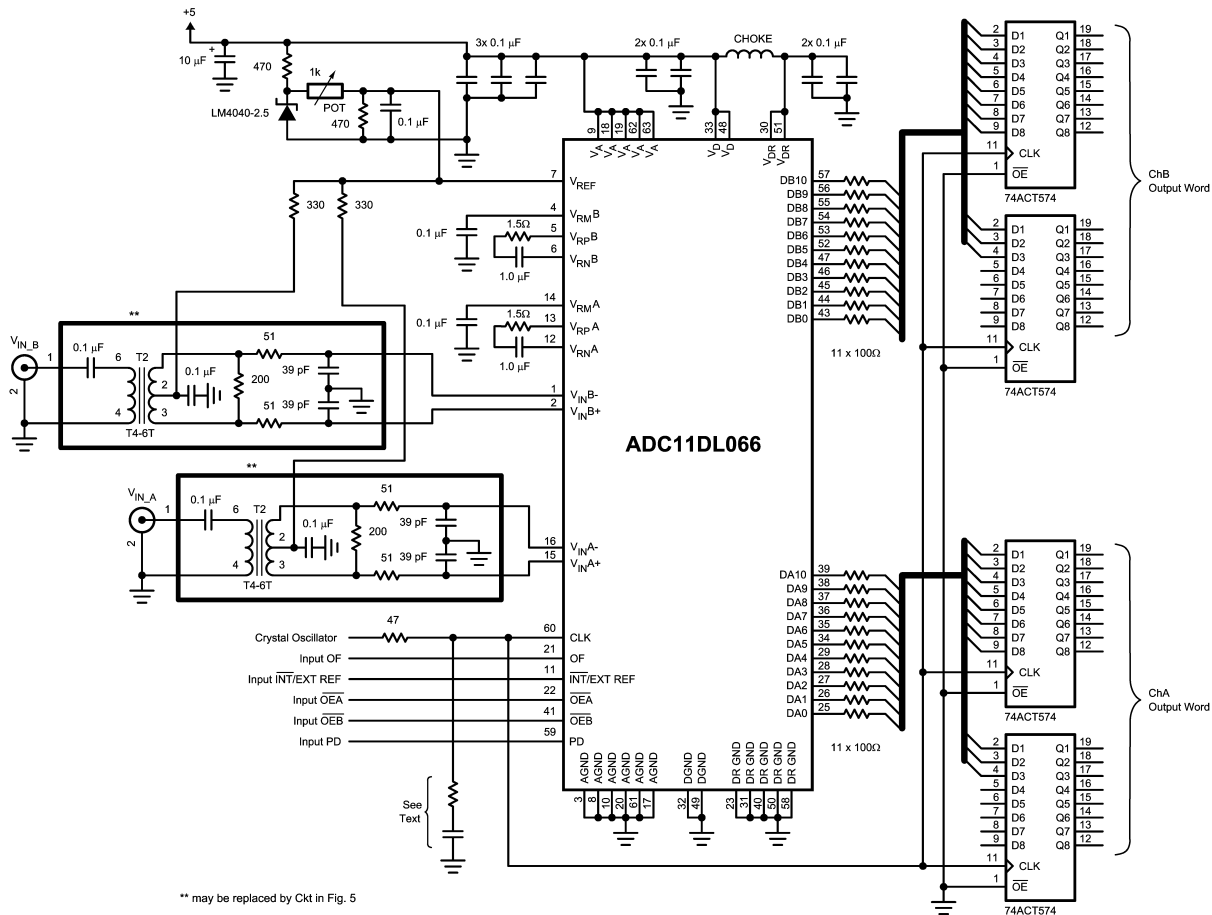 +5
10 µF
+
470
LM4040-2.5
1k
POT
470
0.1 µF
3x 0.1 µF
2x 0.1 µF
CHOKE
2x 0.1 µF
9
18
19
62
63
VA
VA
VA
VA
VA
33
48
VD
VD
30
51
VDR
VDR
7
VREF
330
330
4
VRMB
0.1 µF
1.5Ω
5
VRPB
6
VRNB
1.0 µF
14
VRMA
0.1 µF
1.5Ω
13
VRPA
12
VRNA
1.0 µF
**
VIN_B
1
2
0.1 µF
6
T2
4
2
3
T4-6T
0.1 µF
200
51
51
39 pF
39 pF
1
VINB-
2
VINB+
ADC11DL066
**
VIN_A
1
2
0.1 µF
6
T2
4
2
3
T4-6T
0.1 µF
200
51
51
39 pF
39 pF
16
VINA-
15
VINA+
Crystal Oscillator
47
60
CLK
Input OF
21
OF
Input INT/EXT REF
11
INT/EXT REF
Input OEA
22
OEA
Input OEB
41
OEB
Input PD
59
PD
See
Text
AGND
AGND
AGND
AGND
AGND
AGND
3
8
10
20
61
17
DGND
DGND
32
49
DR GND
DR GND
DR GND
DR GND
DR GND
23
31
40
50
58
DB10 57
DB9 56
DB8 55
DB7 54
DB6 53
DB5 52
DB4 47
DB3 46
DB2 45
DB1 44
DB0 43
11 x 100Ω
DA10 39
DA9 38
DA8 37
DA7 36
DA6 35
DA5 34
DA4 29
DA3 28
DA2 27
DA1 26
DA0 25
11 x 100Ω
2 D1 Q1 19
3 D2 Q2 18
4 D3 Q3 17
5 D4 Q4 16
6 D5 Q5 15
7 D6 Q6 14
8 D7 Q7 13
9 D8 Q8 12
11 CLK
1 OE
74ACT574
ChB
Output Word
2 D1 Q1 19
3 D2 Q2 18
4 D3 Q3 17
5 D4 Q4 16
6 D5 Q5 15
7 D6 Q6 14
8 D7 Q7 13
9 D8 Q8 12
11 CLK
1 OE
74ACT574
2 D1 Q1 19
3 D2 Q2 18
4 D3 Q3 17
5 D4 Q4 16
6 D5 Q5 15
7 D6 Q6 14
8 D7 Q7 13
9 D8 Q8 12
11 CLK
1 OE
74ACT574
ChA
Output Word
2 D1 Q1 19
3 D2 Q2 18
4 D3 Q3 17
5 D4 Q4 16
6 D5 Q5 15
7 D6 Q6 14
8 D7 Q7 13
9 D8 Q8 12
11 CLK
1 OE
74ACT574
** may be replaced by Ckt in Fig. 5